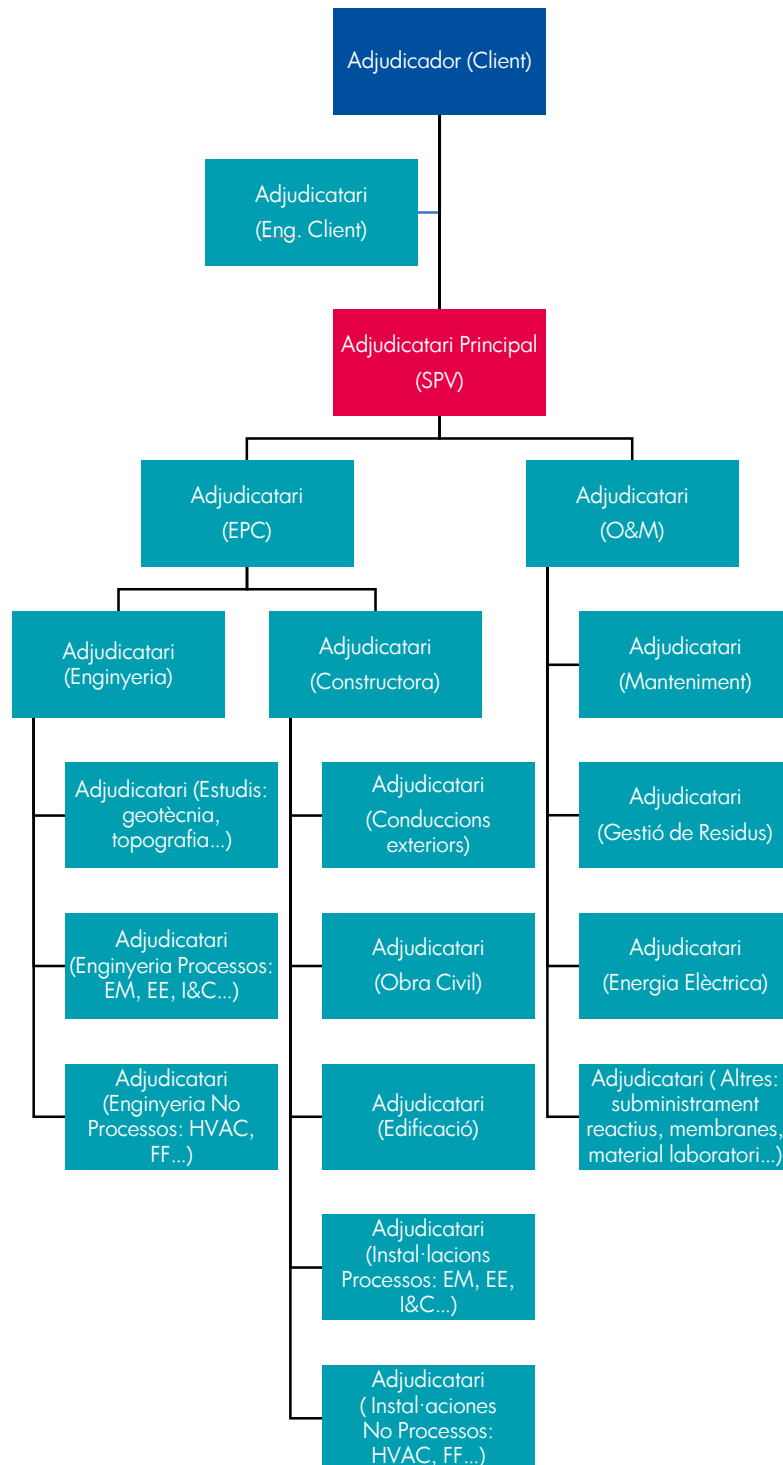 Adjudicador (Client)
Adjudicatari
(Eng. Client)
Adjudicatari Principal
(SPV)
Adjudicatari
(EPC)
Adjudicatari
(O&M)
Adjudicatari
(Enginyeria)
Adjudicatari
(Constructora)
Adjudicatari
(Manteniment)
Adjudicatari (Estudis:
geotècnia,
topografia...)
Adjudicatari
(Conduccions
exteriors)
Adjudicatari
(Gestió de Residus)
Adjudicatari
(Enginyeria Processos:
EM, EE, I&C...)
Adjudicatari
(Obra Civil)
Adjudicatari
(Energia Elèctrica)
Adjudicatari
(Enginyeria No
Processos: HVAC,
FF...)
Adjudicatari
(Edificació)
Adjudicatari ( Altres:
subministrament
reactius, membranes,
material laboratori...)
Adjudicatari
(Instal·lacions
Processos: EM, EE,
I&C...)
Adjudicatari
( Instal·aciones
No Processos:
HVAC, FF...)